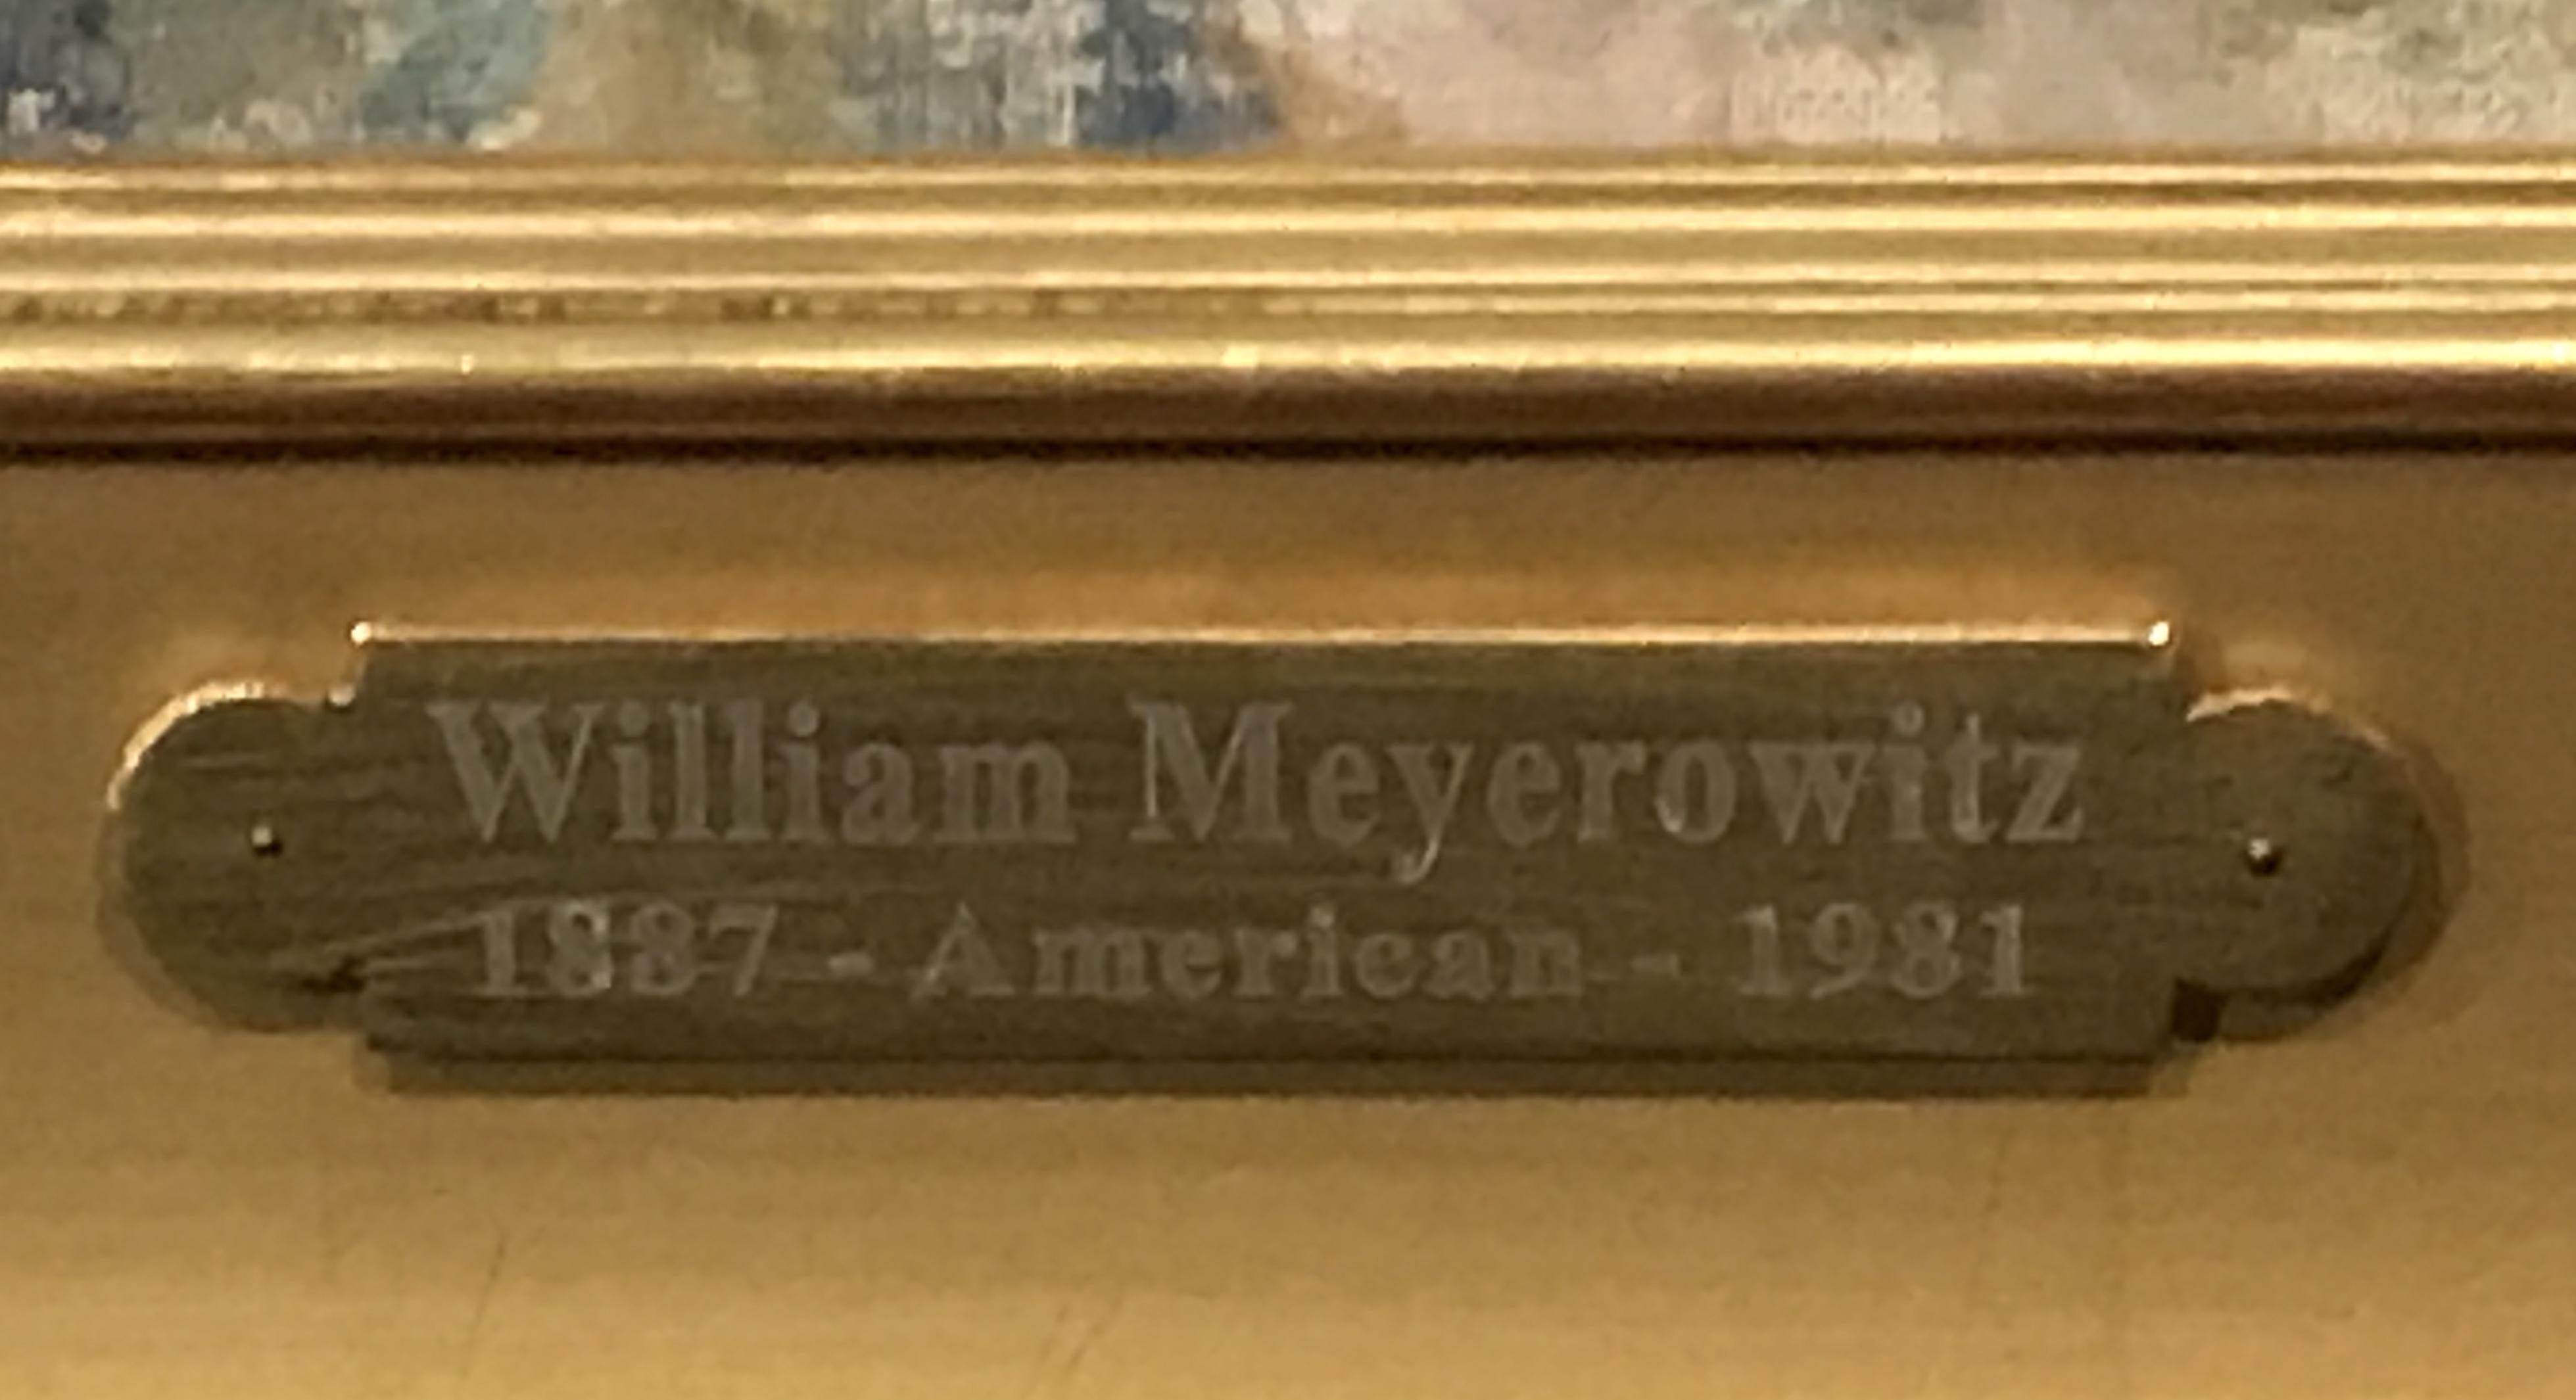 William Meyerowitz
1887 - American - 1981